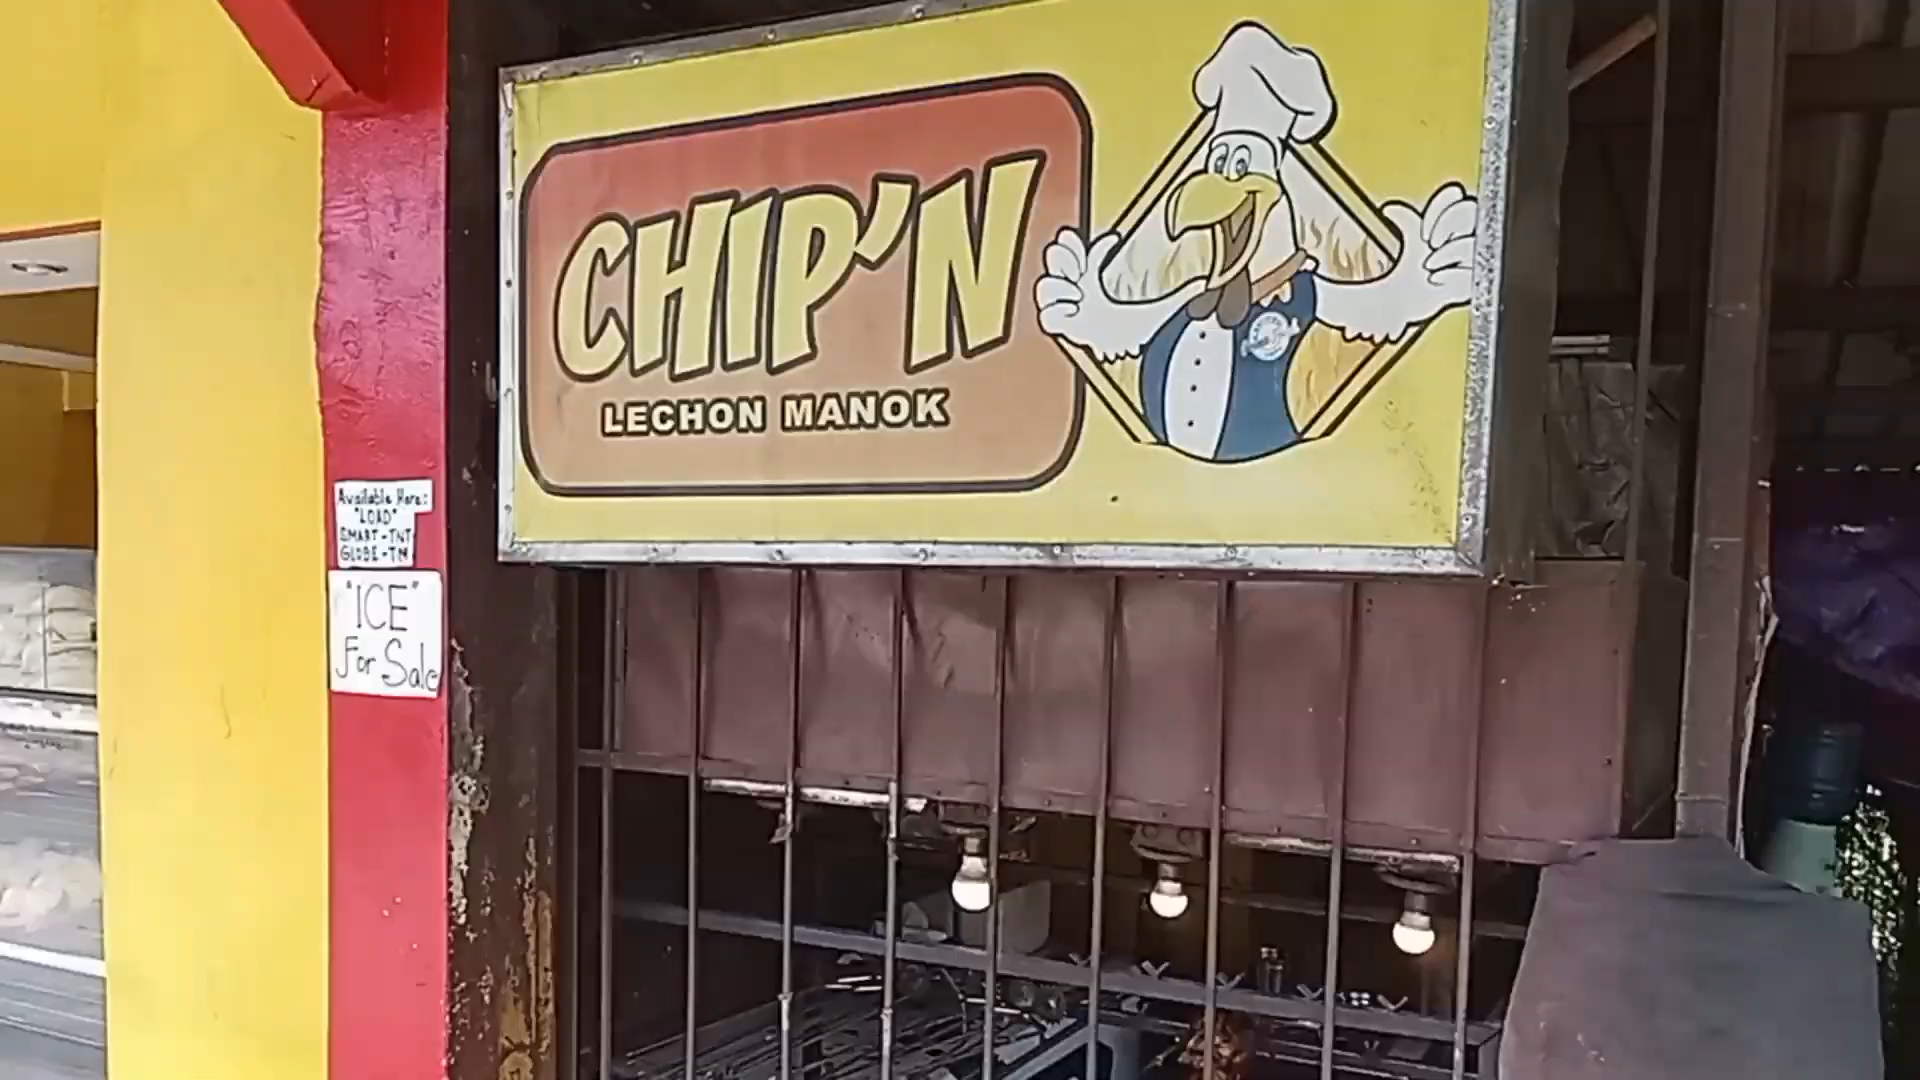 CHIP'N
LECHON MANOK
Available Here:
"LOAD"
SMART-TNT
GLOBE-TM
"ICE"
For Sale